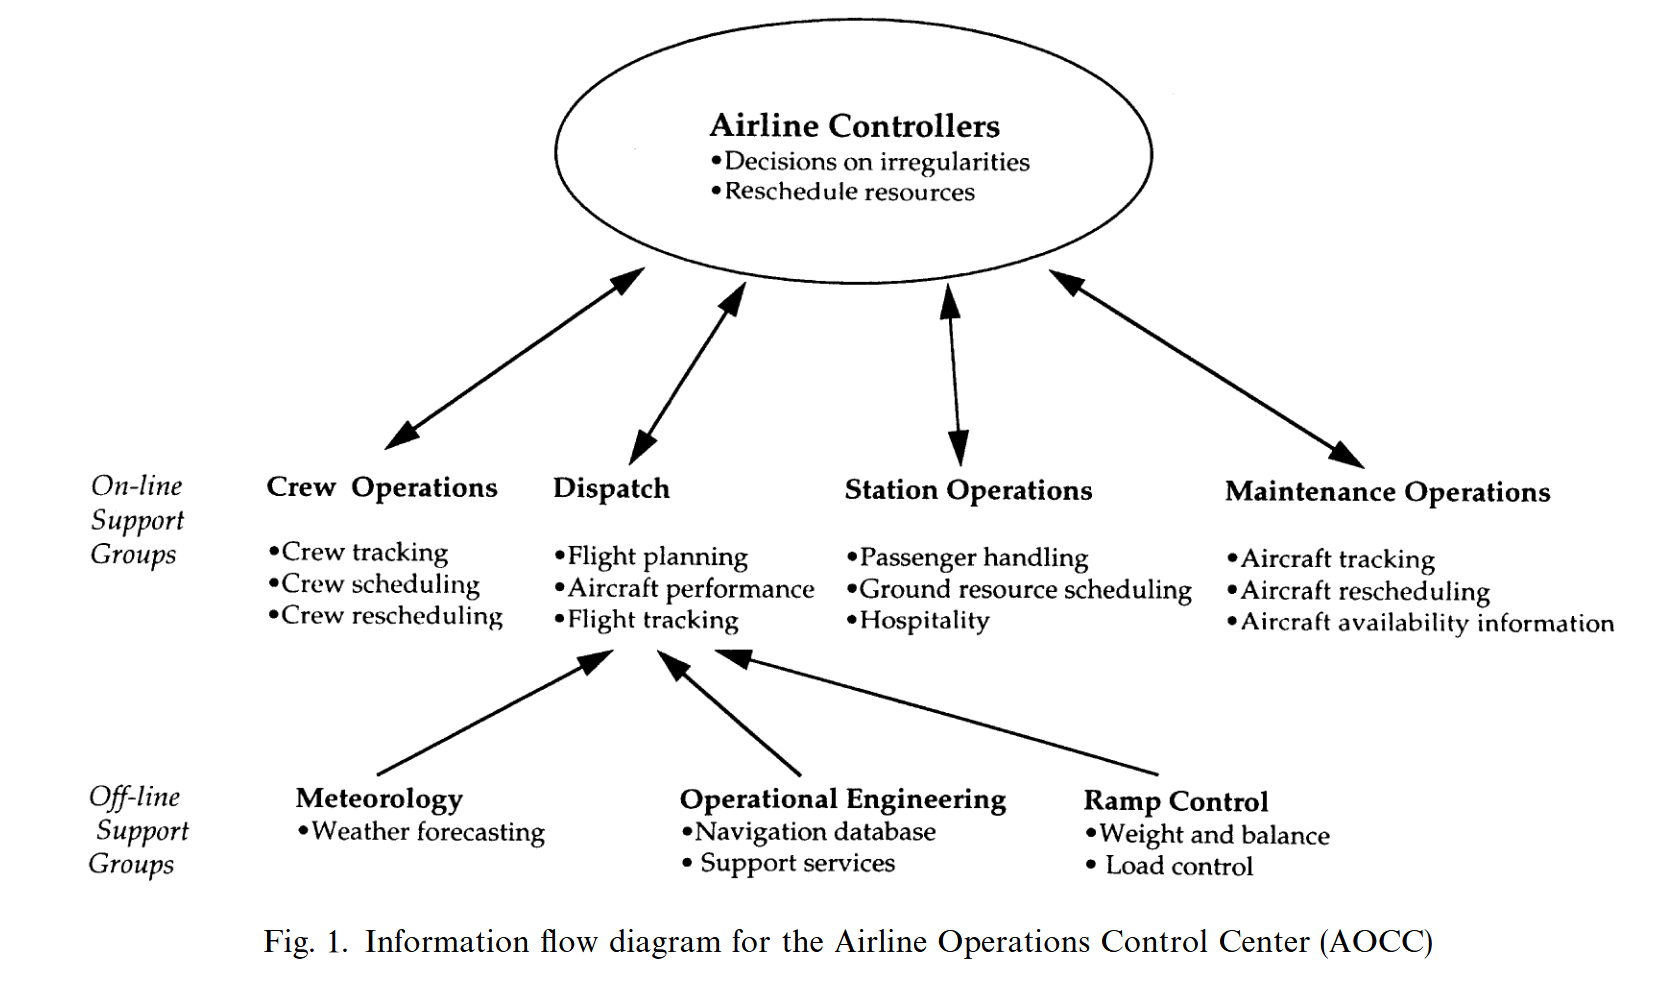 Airline Controllers
•Decisions on irregularities
•Reschedule resources
On-line
Support
Groups
Crew Operations
•Crew tracking
•Crew scheduling
•Crew rescheduling
Dispatch
•Flight planning
•Aircraft performance
•Flight tracking
Station Operations
•Passenger handling
•Ground resource scheduling
•Hospitality
Maintenance Operations
•Aircraft tracking
•Aircraft rescheduling
•Aircraft availability information
Off-line
Support
Groups
Meteorology
•Weather forecasting
Operational Engineering
•Navigation database
• Support services
Ramp Control
•Weight and balance
• Load control
Fig. 1. Information flow diagram for the Airline Operations Control Center (AOCC)